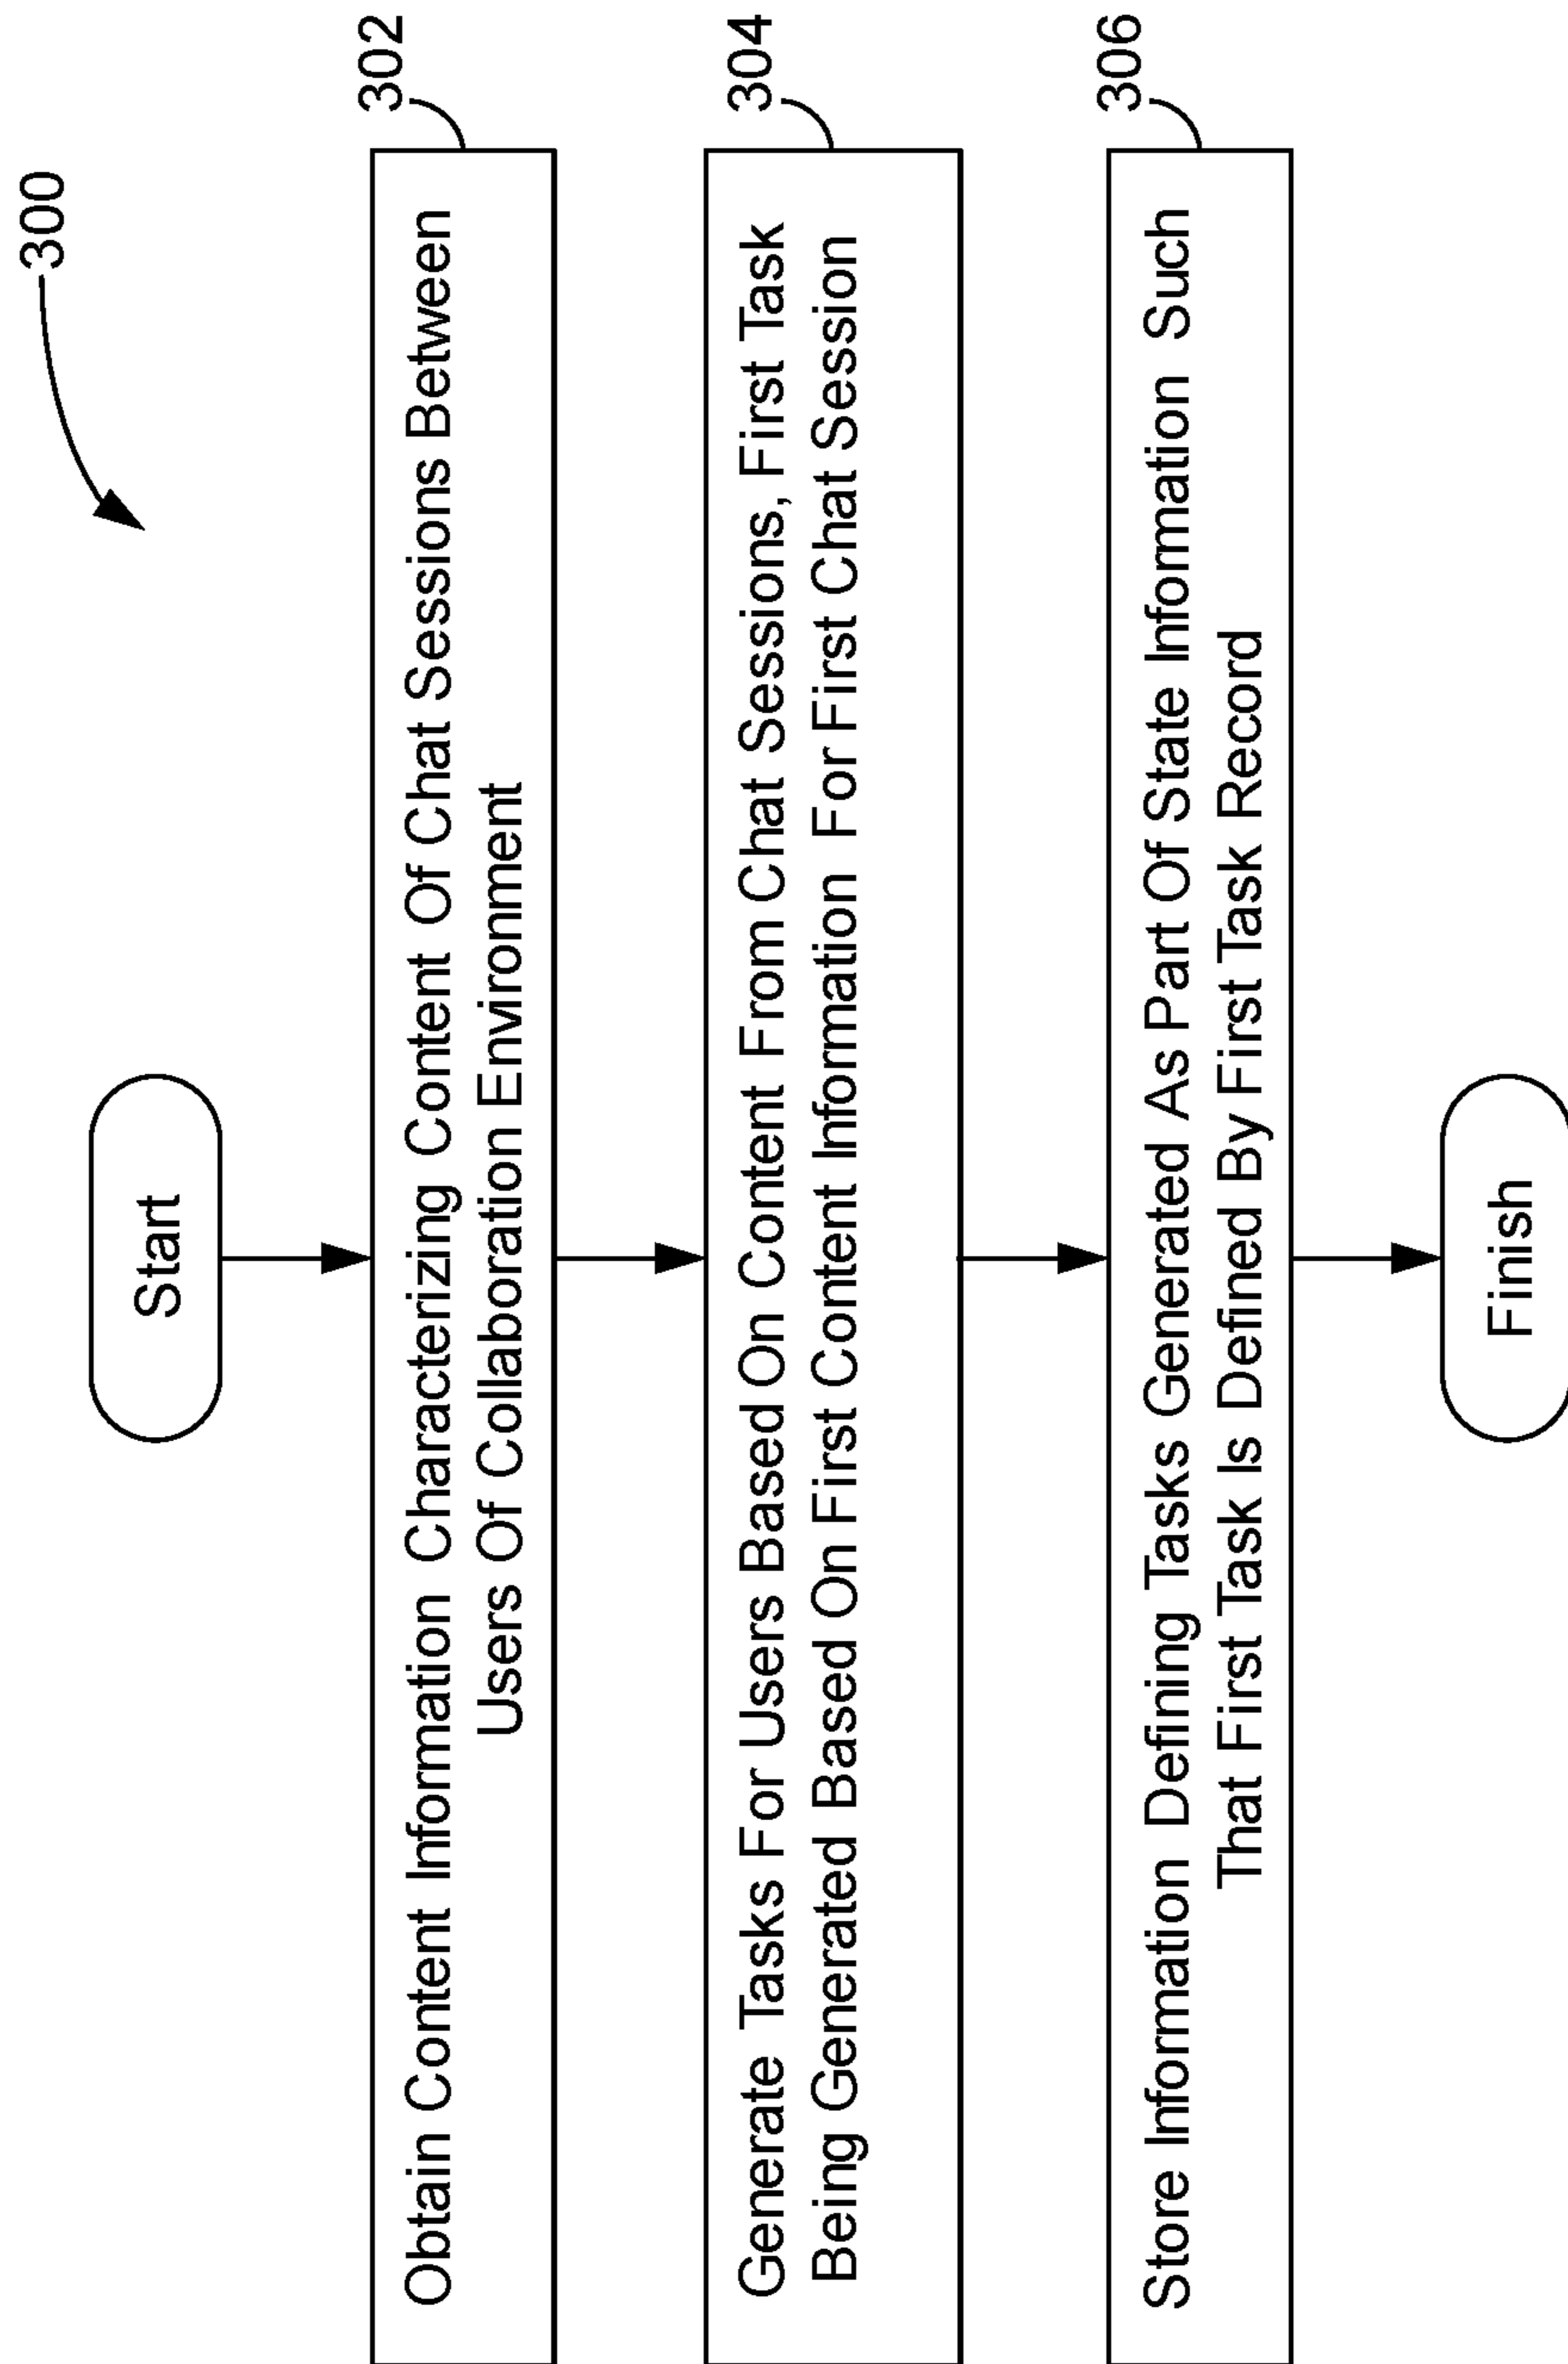 300
Start
302
Obtain Content Information Characterizing Content Of Chat Sessions Between
Users Of Collaboration Environment
304
Generate Tasks For Users Based On Content From Chat Sessions, First Task
Being Generated Based On First Content Information For First Chat Session
306
Store Information Defining Tasks Generated As Part Of State Information Such
That First Task Is Defined By First Task Record
Finish